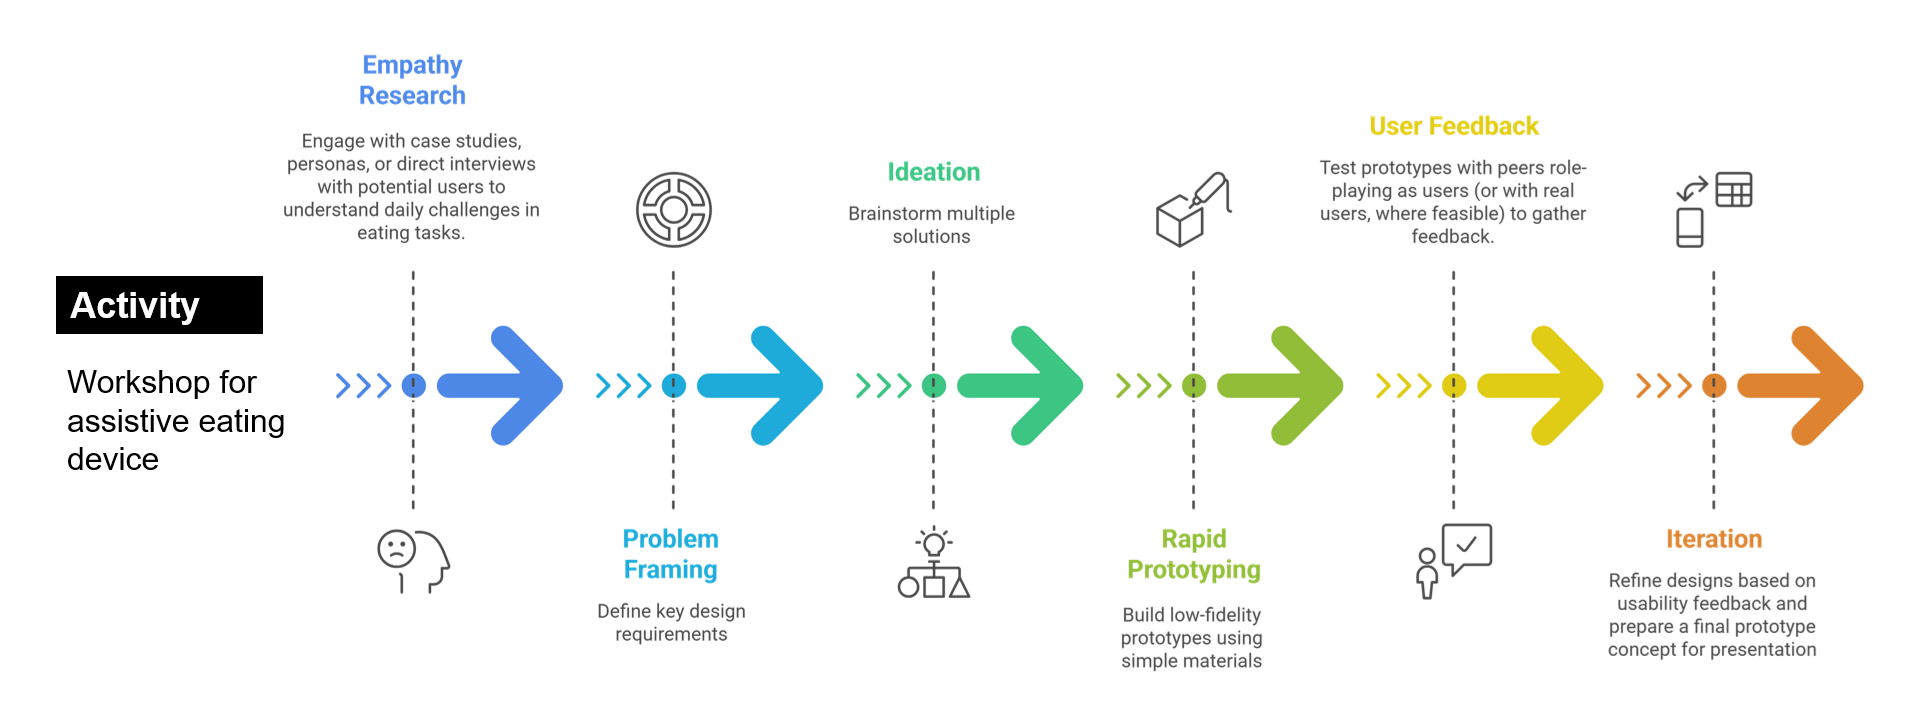 Activity
Workshop for
assistive eating
device
Empathy
Research
Engage with case studies,
personas, or direct interviews
with potential users to
understand daily challenges in
eating tasks.
Problem
Framing
Define key design
requirements
Ideation
Brainstorm multiple
solutions
Rapid
Prototyping
Build low-fidelity
prototypes using
simple materials
User Feedback
Test prototypes with peers role-
playing as users (or with real
users, where feasible) to gather
feedback.
Iteration
Refine designs based on
usability feedback and
prepare a final prototype
concept for presentation